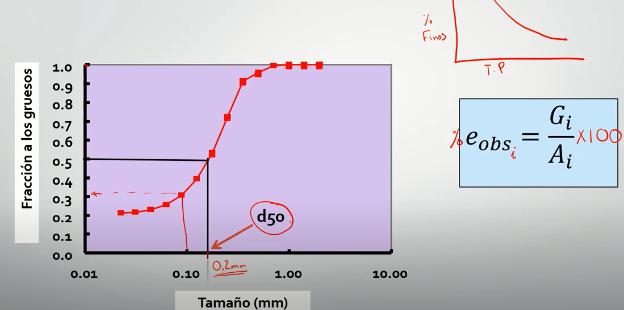 %
Finos
T.P
Fracción a los gruesos
1.0
0.9
0.8
0.7
0.6
0.5
0.4
0.3
0.2
0.1
0.0
0.01
0.10
1.00
10.00
d50
0.2mm
Tamaño (mm)
% e_obs_i = G_i / A_i ×100